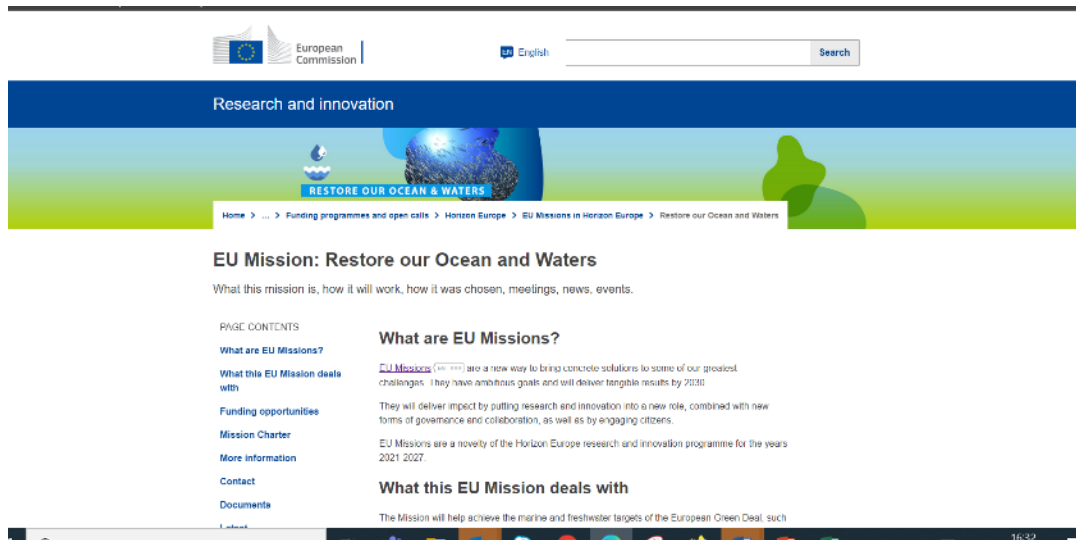 European
Commission
EN English
Search
Research and innovation
RESTORE OUR OCEAN & WATERS
Home > ... > Funding programmes and open calls > Horizon Europe > EU Missions in Horizon Europe > Restore our Ocean and Waters
EU Mission: Restore our Ocean and Waters
What this mission is, how it will work, how it was chosen, meetings, news, events.
PAGE CONTENTS
What are EU Missions?
What this EU Mission deals
with
Funding opportunities
Mission Charter
More information
Contact
Documents
Latest
What are EU Missions?
EU Missions are a new way to bring concrete solutions to some of our greatest
challenges. They have ambitious goals and will deliver tangible results by 2030
They will deliver impact by putting research and innovation into a new role, combined with new
forms of governance and collaboration, as well as by engaging citizens.
EU Missions are a novelty of the Horizon Europe research and innovation programme for the years
2021 2027.
What this EU Mission deals with
The Mission will help achieve the marine and freshwater targets of the European Green Deal, such
16:32